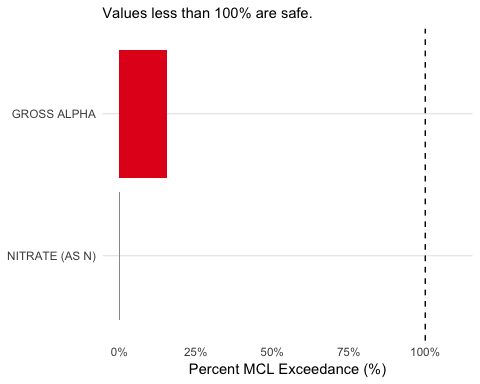 Values less than 100% are safe.
GROSS ALPHA
NITRATE (AS N)
0% 25% 50% 75% 100%
Percent MCL Exceedance (%)